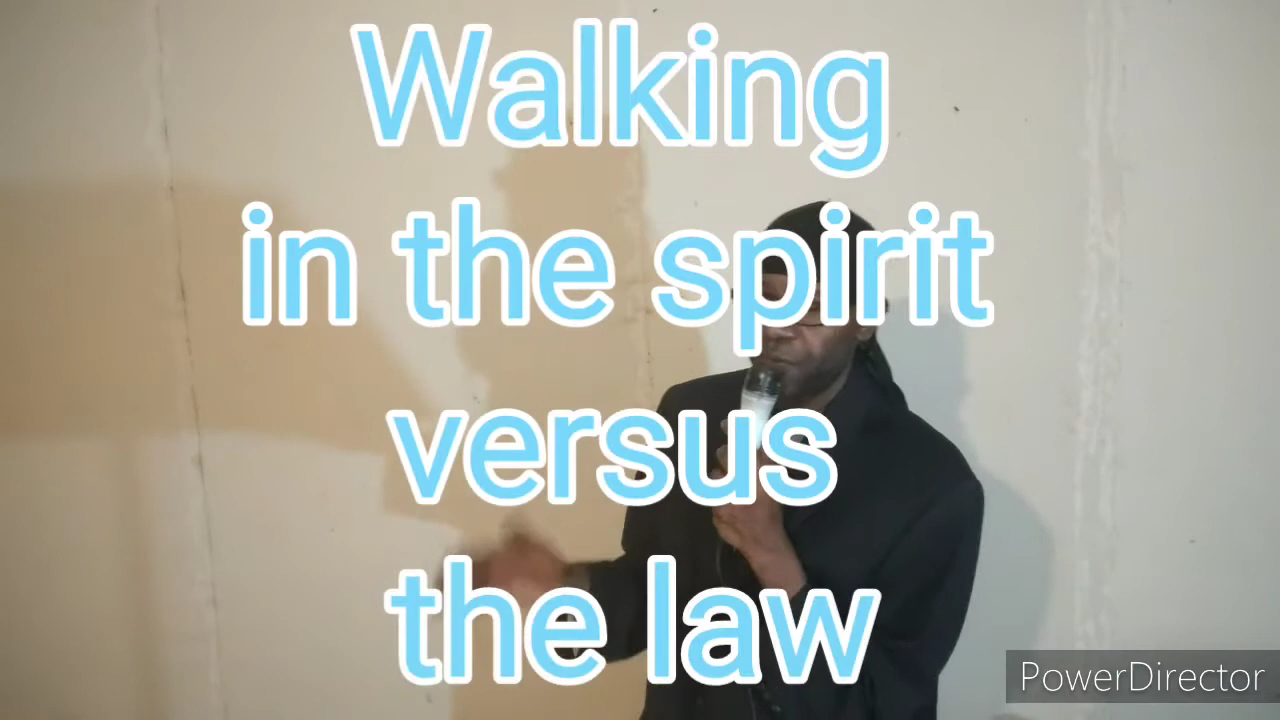 Walking
in the spirit
versus
the law
PowerDirector